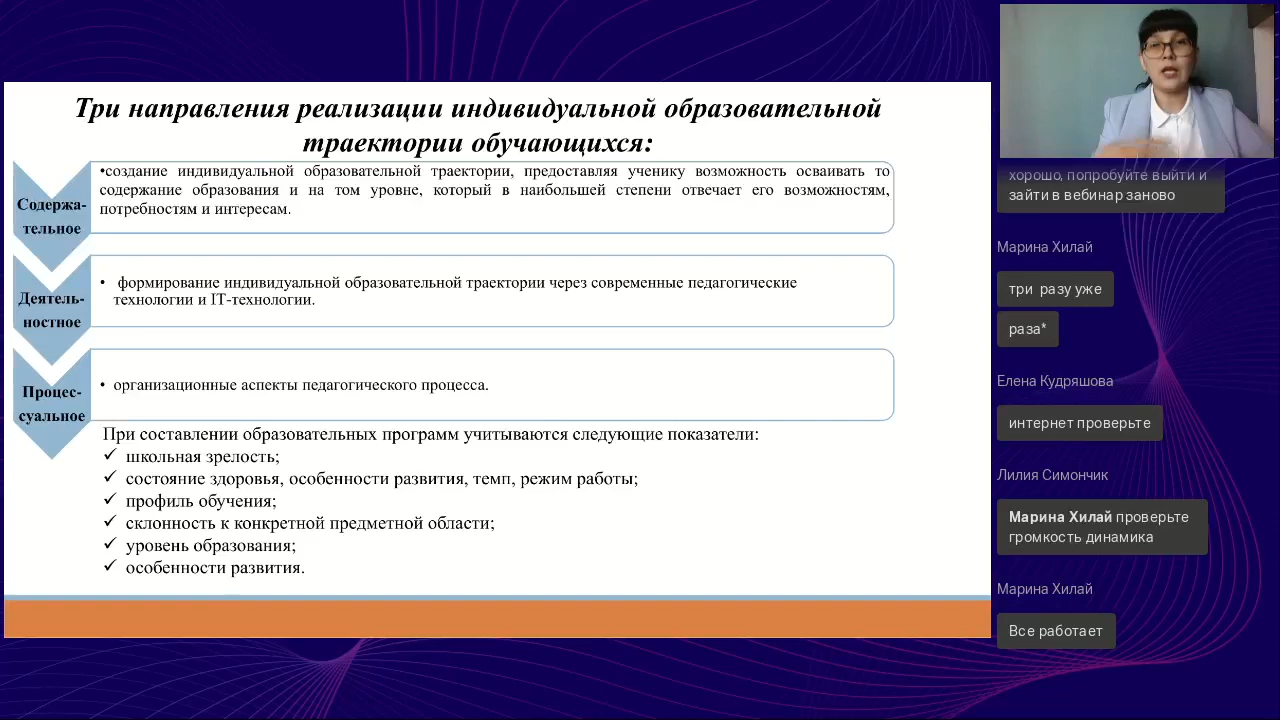 Три направления реализации индивидуальной образовательной
траектории обучающихся:
Содержа-
тельное
•создание индивидуальной образовательной траектории, предоставляя ученику возможность осваивать то
содержание образования и на том уровне, который в наибольшей степени отвечает его возможностям,
потребностям и интересам.
Деятель-
ностное
• формирование индивидуальной образовательной траектории через современные педагогические
технологии и IT-технологии.
Процес-
суальное
• организационные аспекты педагогического процесса.
При составлении образовательных программ учитываются следующие показатели:
✓ школьная зрелость;
✓ состояние здоровья, особенности развития, темп, режим работы;
✓ профиль обучения;
✓ склонность к конкретной предметной области;
✓ уровень образования;
✓ особенности развития.
хорошо, попробуйте выйти и
зайти в вебинар заново
Марина Хилай
три разу уже
раза*
Елена Кудряшова
интернет проверьте
Лилия Симончик
Марина Хилай проверьте
громкость динамика
Марина Хилай
Все работает